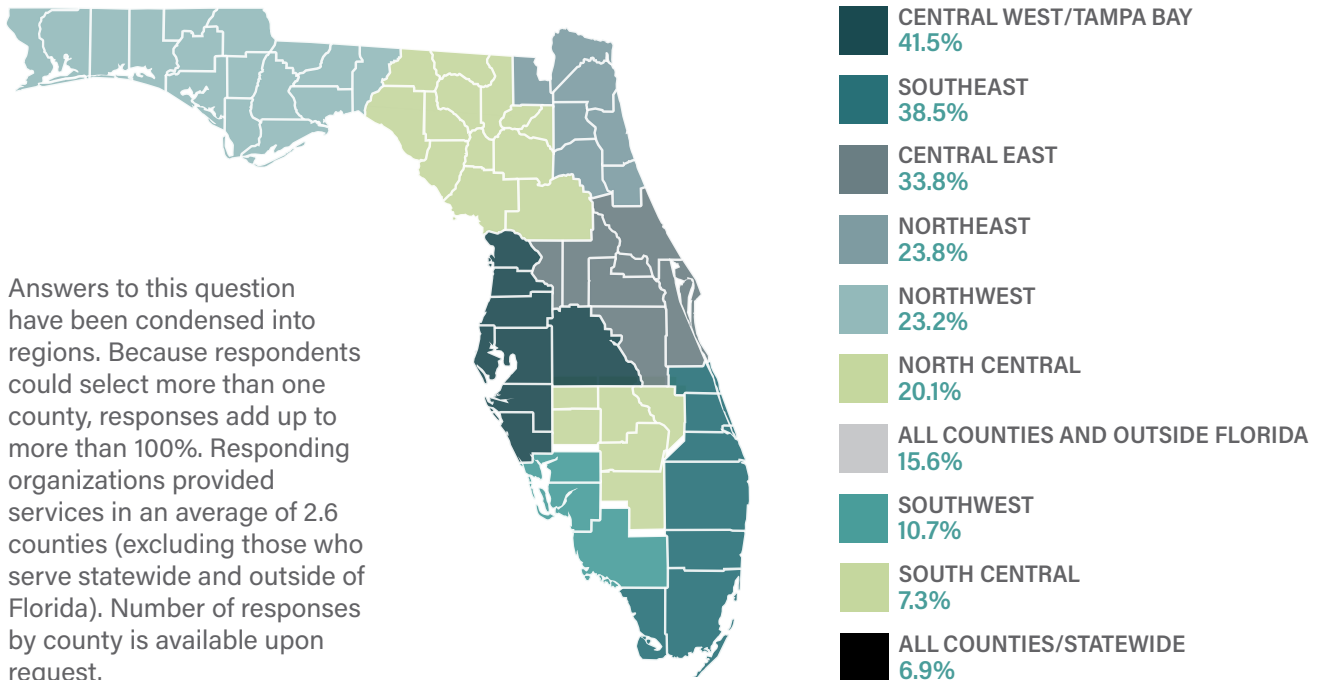 Answers to this question
have been condensed into
regions. Because respondents
could select more than one
county, responses add up to
more than 100%. Responding
organizations provided
services in an average of 2.6
counties (excluding those who
serve statewide and outside of
Florida). Number of responses
by county is available upon
request.
CENTRAL WEST/TAMPA BAY
41.5%
SOUTHEAST
38.5%
CENTRAL EAST
33.8%
NORTHEAST
23.8%
NORTHWEST
23.2%
NORTH CENTRAL
20.1%
ALL COUNTIES AND OUTSIDE FLORIDA
15.6%
SOUTHWEST
10.7%
SOUTH CENTRAL
7.3%
ALL COUNTIES/STATEWIDE
6.9%